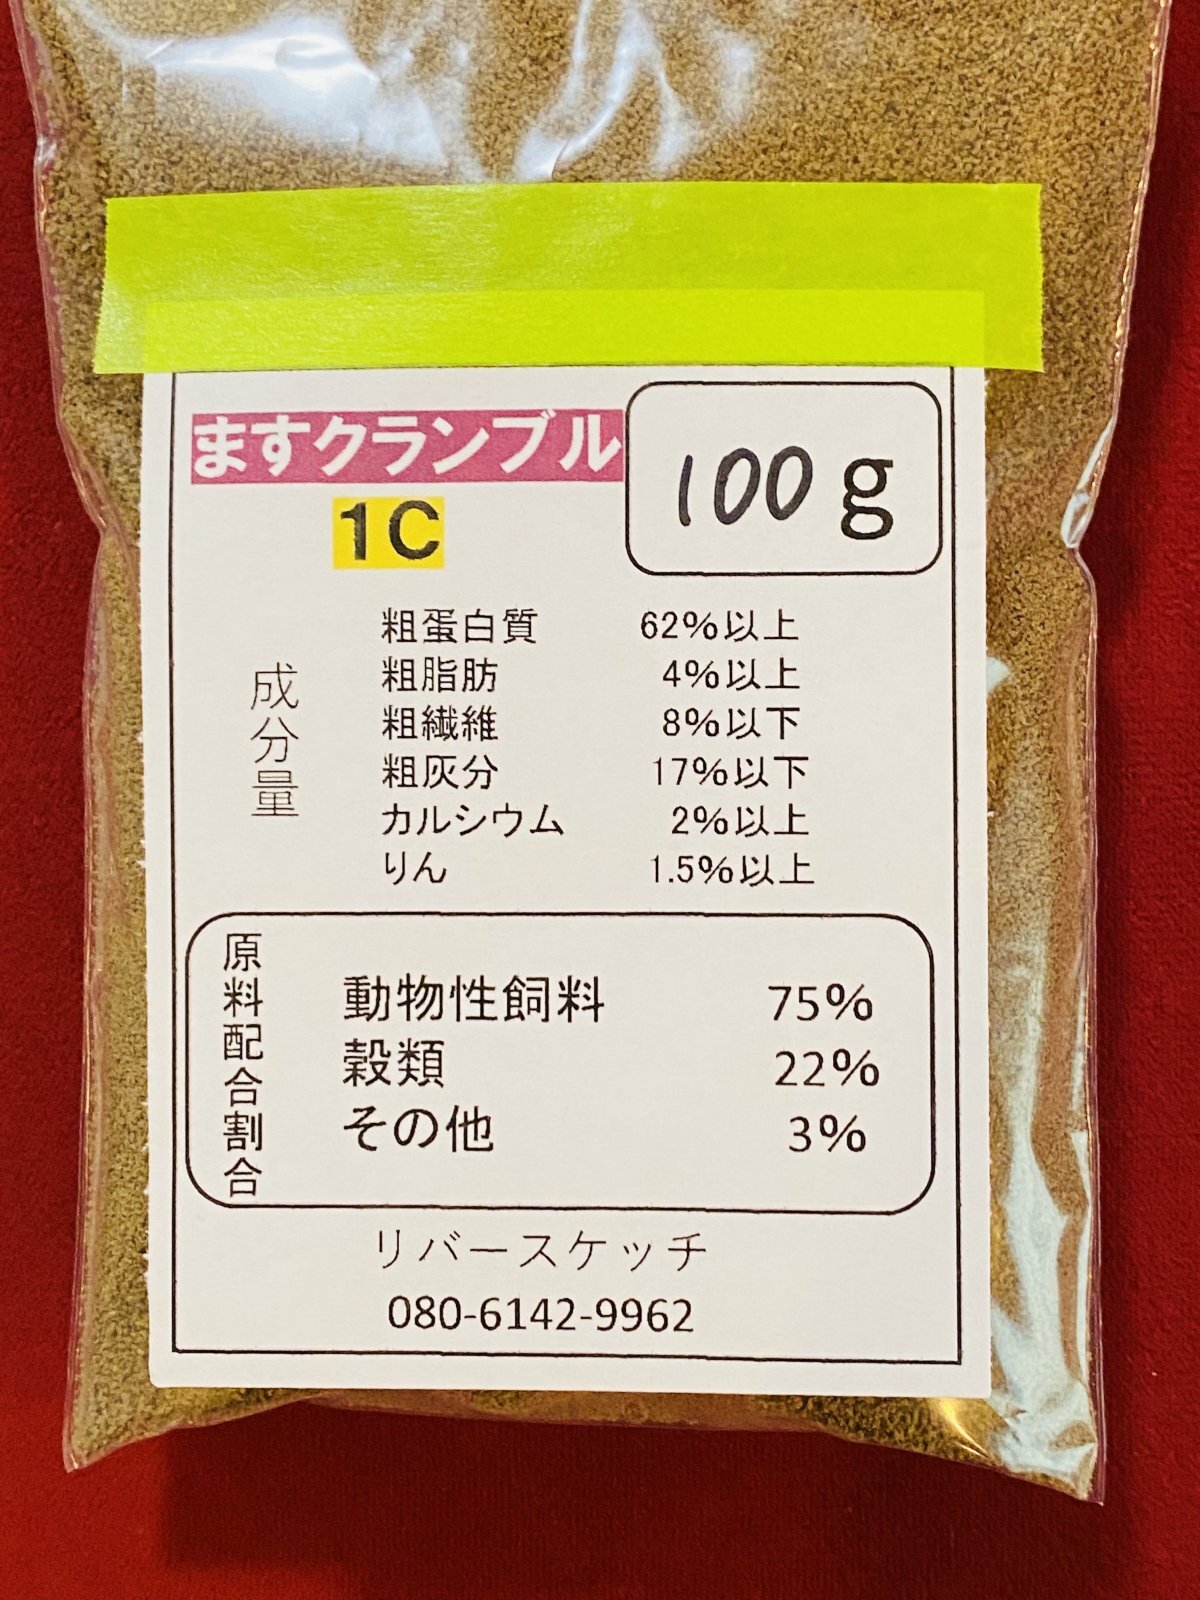 ますクランブル
1C
100g
成分量
粗蛋白質 62%以上
粗脂肪 4%以上
粗繊維 8%以下
粗灰分 17%以下
カルシウム 2%以上
りん 1.5%以上
原料配合割合
動物性飼料 75%
穀類 22%
その他 3%
リバースケッチ
080-6142-9962